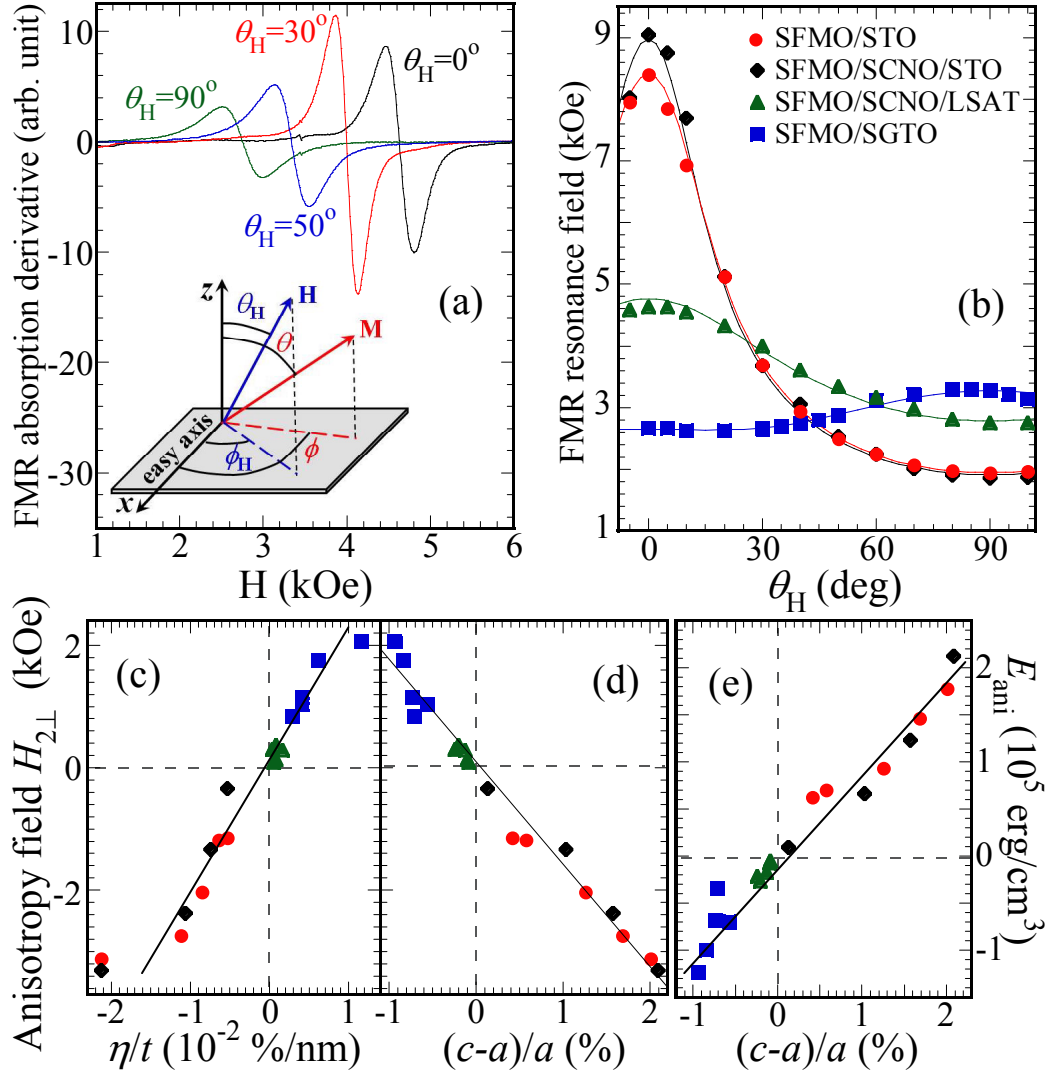 FMR absorption derivative (arb. unit)
10
0
-10
-20
-30
θH=90°
θH=30°
θH=0°
θH=50°
(a)
z
θH
H
θ
M
easy axis
ϕH
ϕ
x
1 2 3 4 5 6
H (kOe)
FMR resonance field (kOe)
9
7
5
3
1
SFMO/STO
SFMO/SCNO/STO
SFMO/SCNO/LSAT
SFMO/SGTO
(b)
0 30 60 90
θH (deg)
Anisotropy field H2⊥ (kOe)
2
0
-2
(c)
-2 -1 0 1
η/t (10⁻² %/nm)
(d)
-1 0 1 2
(c-a)/a (%)
(e)
2
1
0
-1
Eani (10⁵ erg/cm³)
-1 0 1 2
(c-a)/a (%)